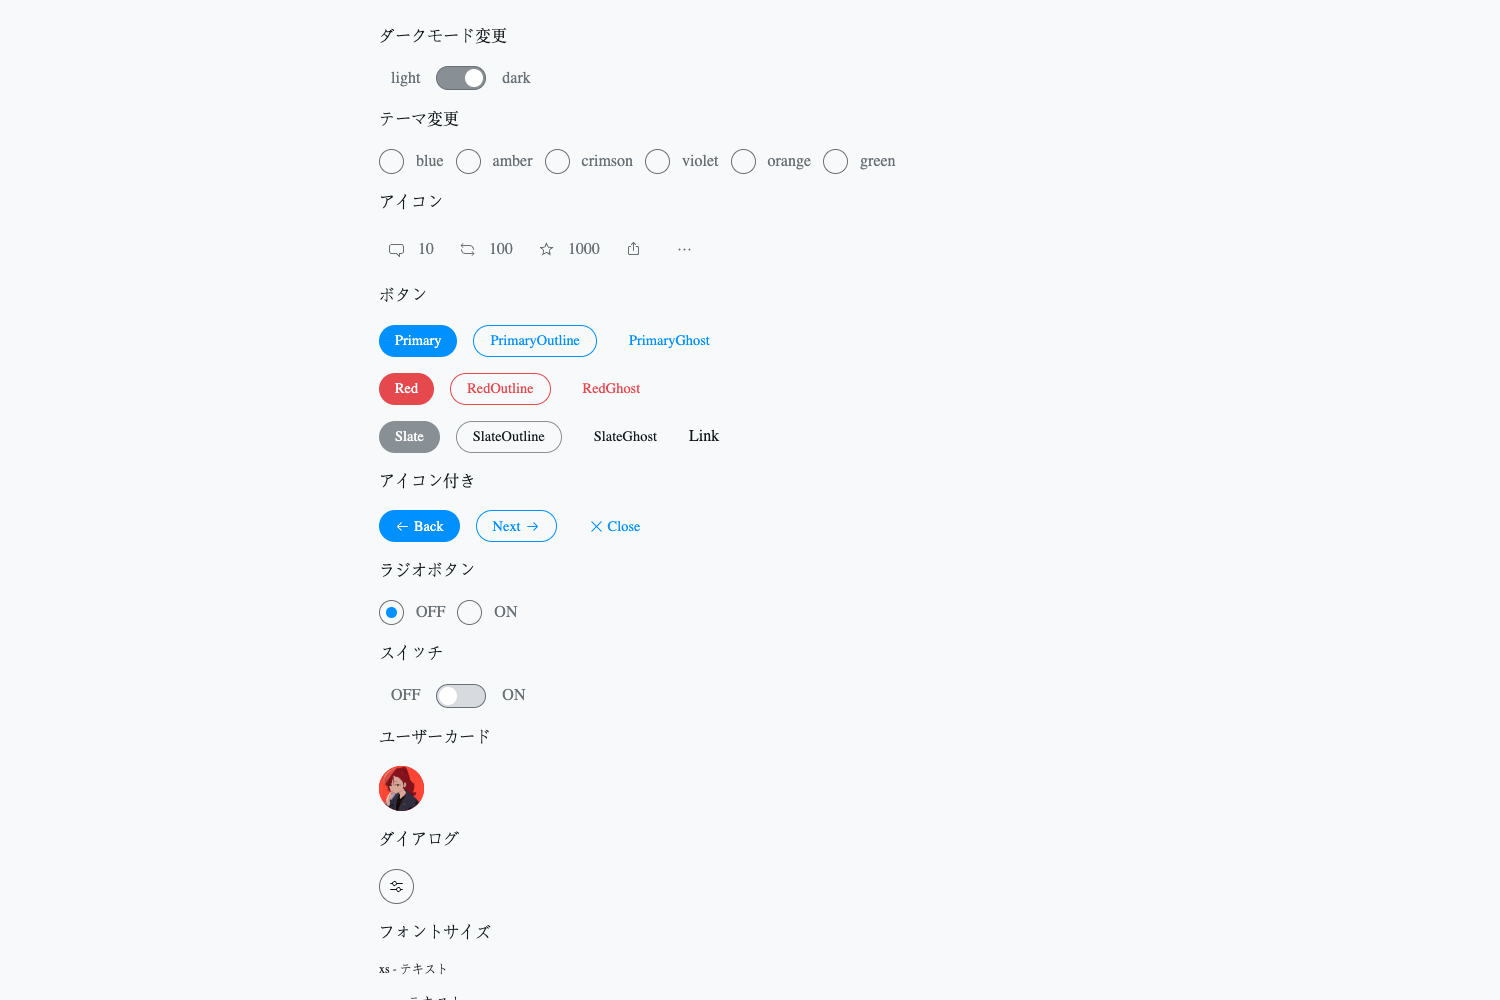 ダークモード変更
light dark
テーマ変更
blue amber crimson violet orange green
アイコン
10 100 1000
ボタン
Primary PrimaryOutline PrimaryGhost
Red RedOutline RedGhost
Slate SlateOutline SlateGhost Link
アイコン付き
Back Next Close
ラジオボタン
OFF ON
スイッチ
OFF ON
ユーザーカード
ダイアログ
フォントサイズ
xs - テキスト
テキスト